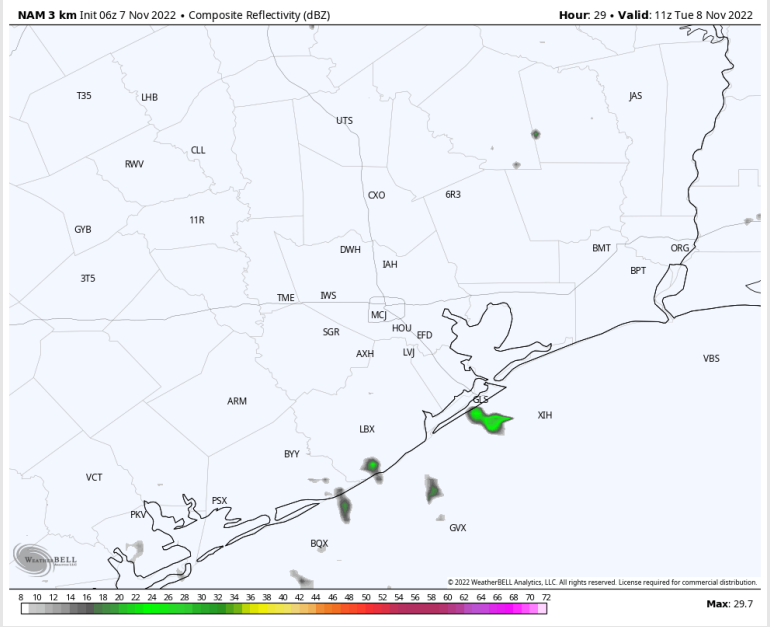 NAM 3 km Init 06z 7 Nov 2022 • Composite Reflectivity (dBZ) Hour: 29 • Valid: 11z Tue 8 Nov 2022
T35 LHB JAS
UTS
CLL
RWV
CXO 6R3
11R
GYB
DWH BMT ORG
IAH
BPT
3T5
TME IWS
MCJ
SGR HOU EFD
AXH LVJ VBS
ARM GLS
XIH
LBX
BYY
VCT
PSX
PKV
GVX
BQX
WEATHERBELL
© 2022 WeatherBELL Analytics, LLC. All rights reserved. License required for commercial distribution.
8 10 12 14 16 18 20 22 24 26 28 30 32 34 36 38 40 42 44 46 48 50 52 54 56 58 60 62 64 66 68 70 72
Max: 29.7